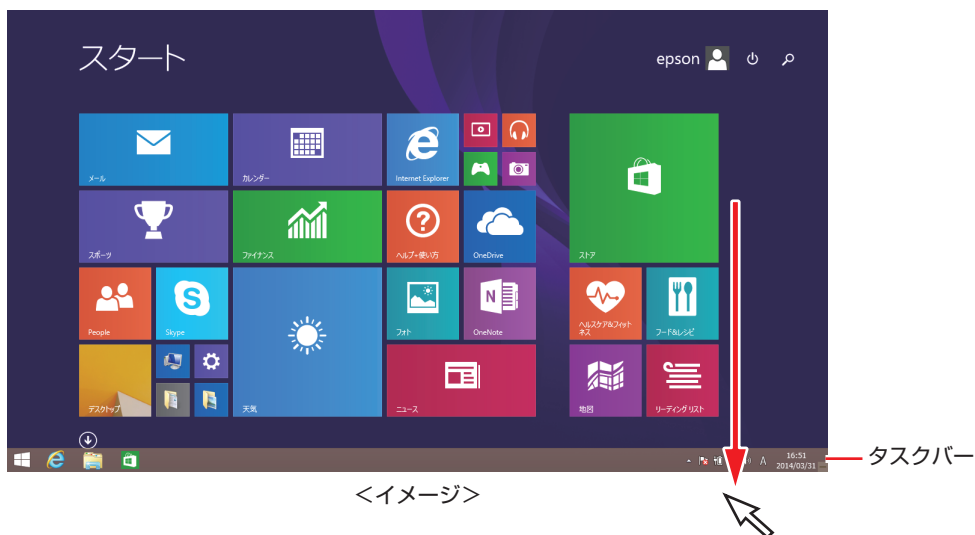 スタート
epson
メール
カレンダー
Internet Explorer
スポーツ
ファイナンス
ヘルプ+使い方
OneDrive
ストア
People
Skype
天気
フォト
OneNote
ヘルスケア&フィット
ネス
フード&レシピ
デスクトップ
ニュース
地図
リーディング リスト
A
16:51
2014/03/31
タスクバー
<イメージ>